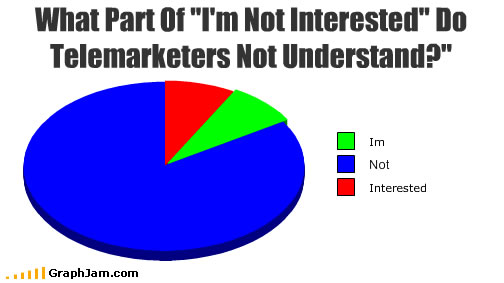 What Part Of "I'm Not Interested" Do
Telemarketers Not Understand?"
Im
Not
Interested
GraphJam.com